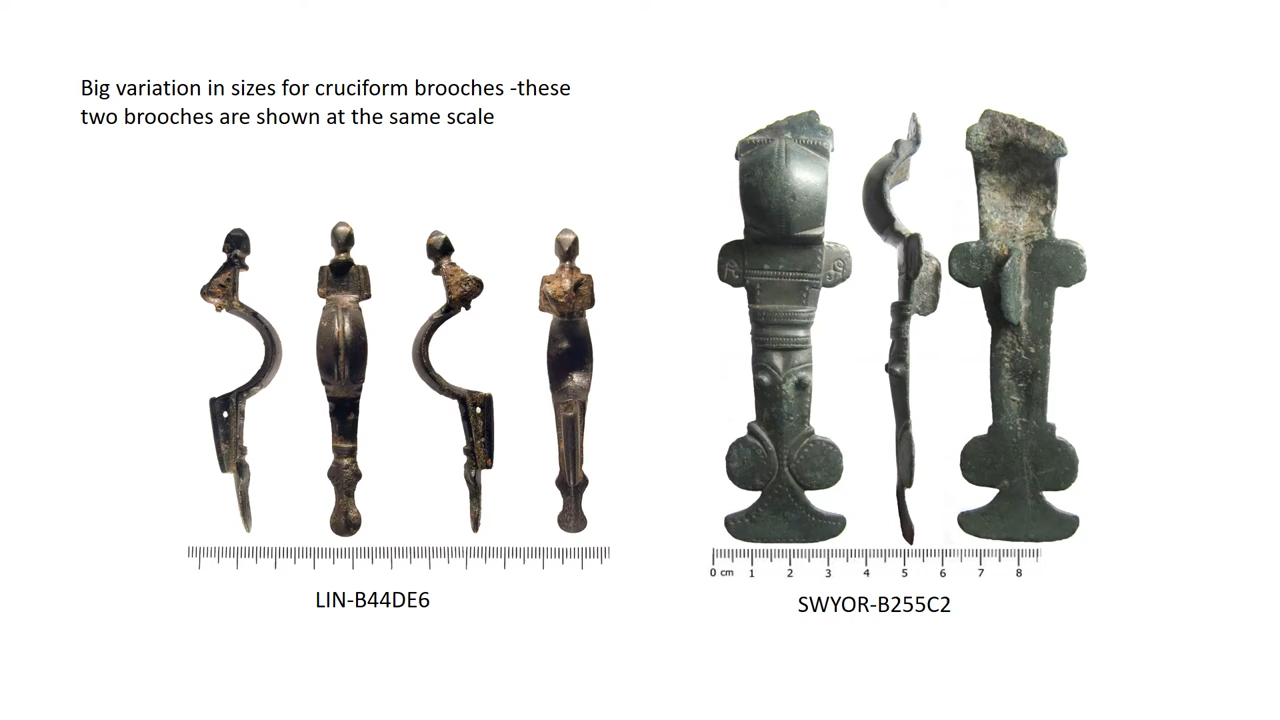 Big variation in sizes for cruciform brooches -these
two brooches are shown at the same scale
0 cm 1 2 3 4 5 6 7 8
LIN-B44DE6
SWYOR-B255C2